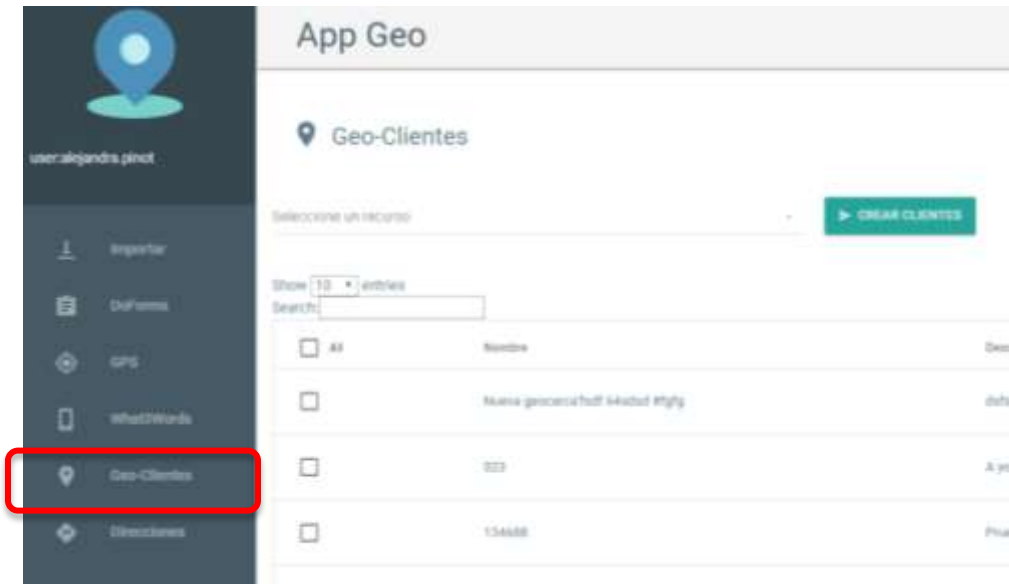 App Geo
Geo-Clientes
user:alejandra.pinot
Seleccione un recurso
CREAR CLIENTES
Importar
DoForms
GPS
What3Words
Geo-Clientes
Direcciones
Show 10 entries
Search:
All Nombre
Nueva
023
134688
A